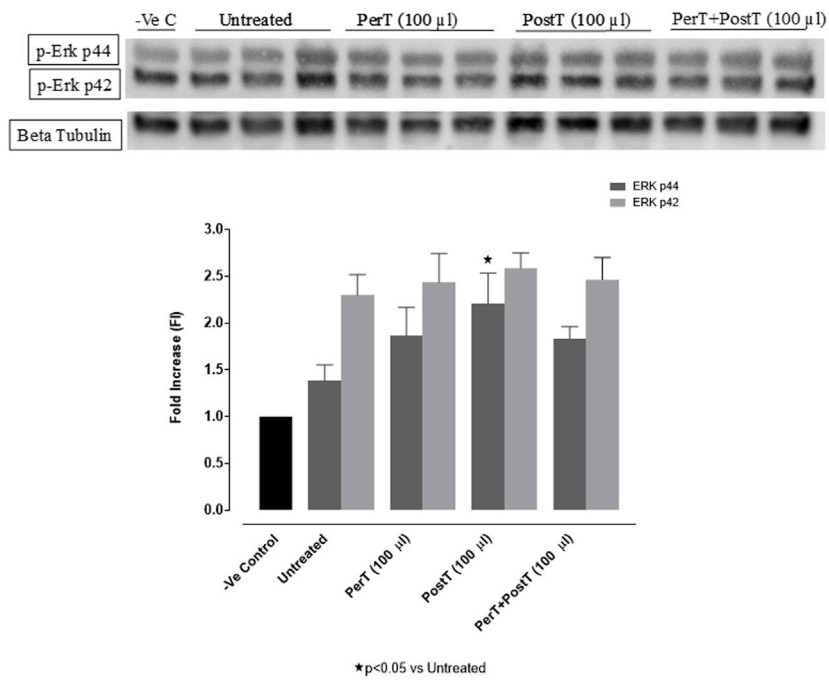 -Ve C Untreated PerT (100 µl) PostT (100 µl) PerT+PostT (100 µl)
p-Erk p44
p-Erk p42
Beta Tubulin
ERK p44
ERK p42
Fold Increase (FI)
3.0
2.5
2.0
1.5
1.0
0.5
0.0
★
-Ve Control
Untreated
PerT (100 µl)
PostT (100 µl)
PerT+PostT (100 µl)
★p<0.05 vs Untreated